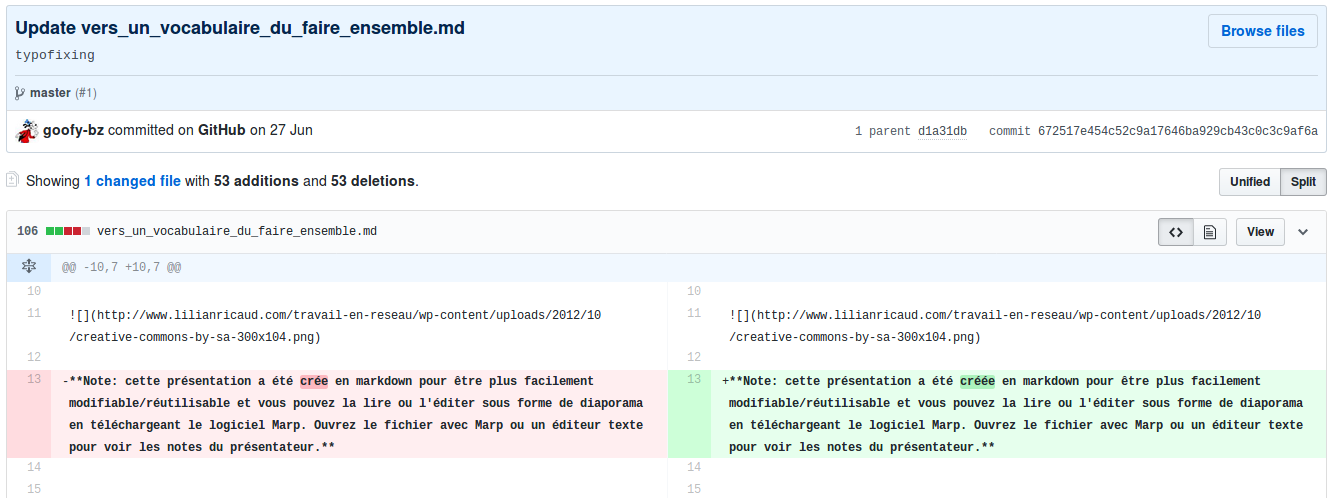 Update vers_un_vocabulaire_du_faire_ensemble.md
Browse files
typofixing
master (#1)
goofy-bz committed on GitHub on 27 Jun
1 parent d1a31db commit 672517e454c52c9a17646ba929cb43c0c3c9af6a
Showing 1 changed file with 53 additions and 53 deletions.
Unified Split
106 vers_un_vocabulaire_du_faire_ensemble.md
<> View
@@ -10,7 +10,7 @@
10
11 ![](http://www.lilianricaud.com/travail-en-reseau/wp-content/uploads/2012/10
/creative-commons-by-sa-300x104.png)
12
13 -**Note: cette présentation a été crée en markdown pour être plus facilement
modifiable/réutilisable et vous pouvez la lire ou l'éditer sous forme de diaporama
en téléchargeant le logiciel Marp. Ouvrez le fichier avec Marp ou un éditeur texte
pour voir les notes du présentateur.**
14
15
10
11 ![](http://www.lilianricaud.com/travail-en-reseau/wp-content/uploads/2012/10
/creative-commons-by-sa-300x104.png)
12
13 +**Note: cette présentation a été créée en markdown pour être plus facilement
modifiable/réutilisable et vous pouvez la lire ou l'éditer sous forme de diaporama
en téléchargeant le logiciel Marp. Ouvrez le fichier avec Marp ou un éditeur texte
pour voir les notes du présentateur.**
14
15